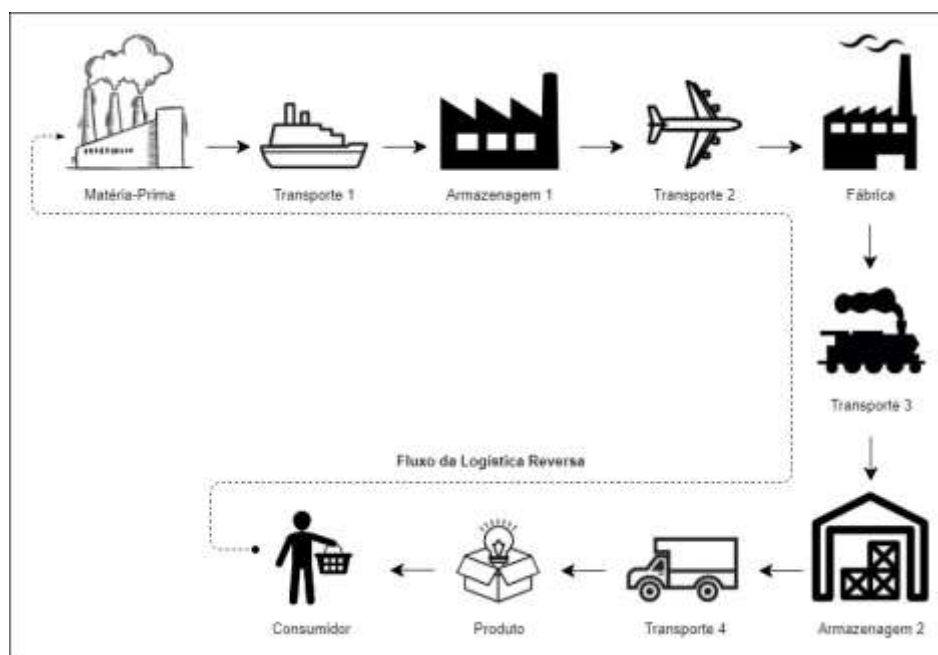 Matéria-Prima
Transporte 1
Armazenagem 1
Transporte 2
Fábrica
Transporte 3
Fluxo da Logística Reversa
Consumidor
Produto
Transporte 4
Armazenagem 2